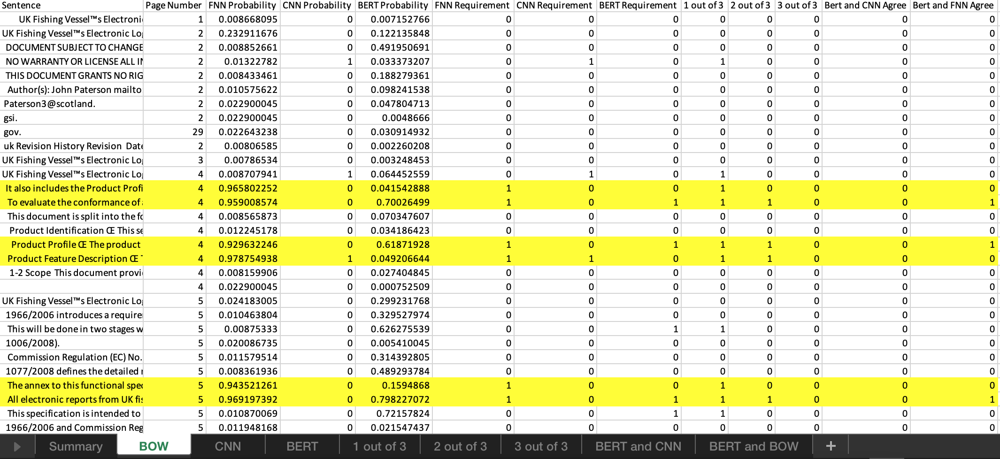 Sentence Page Number FNN Probability CNN Probability BERT Probability FNN Requirement CNN Requirement BERT Requirement 1 out of 3 2 out of 3 3 out of 3 Bert and CNN Agree Bert and FNN Agree
UK Fishing Vessel™s Electroni 1 0.008668095 0 0.007152766 0 0 0 0 0 0 0 0
UK Fishing Vessel™s Electronic Log 2 0.232911676 0 0.122135848 0 0 0 0 0 0 0 0
DOCUMENT SUBJECT TO CHANGE 2 0.008852661 0 0.491950691 0 0 0 0 0 0 0 0
NO WARRANTY OR LICENSE ALL IN 2 0.01322782 1 0.033373207 0 1 0 1 0 0 0 0
THIS DOCUMENT GRANTS NO RIG 2 0.008433461 0 0.188279361 0 0 0 0 0 0 0 0
Author(s): John Paterson mailto 2 0.010575622 0 0.098241538 0 0 0 0 0 0 0 0
Paterson3@scotland. 2 0.022900045 0 0.047804713 0 0 0 0 0 0 0 0
gsi. 2 0.022900045 0 0.0048666 0 0 0 0 0 0 0 0
gov. 29 0.022643238 0 0.030914932 0 0 0 0 0 0 0 0
uk Revision History Revision Date 2 0.00806585 0 0.002260208 0 0 0 0 0 0 0 0
UK Fishing Vessel™s Electronic Log 3 0.00786534 0 0.003248453 0 0 0 0 0 0 0 0
UK Fishing Vessel™s Electronic Log 4 0.008707941 1 0.064452559 0 1 0 1 0 0 0 0
It also includes the Product Profi 4 0.965802252 0 0.041542888 1 0 0 1 0 0 0 0
To evaluate the conformance of a 4 0.959008574 0 0.70026499 1 0 1 1 1 0 0 1
This document is split into the fo 4 0.008565873 0 0.070347607 0 0 0 0 0 0 0 0
Product Identification Œ This se 4 0.012245178 0 0.034186423 0 0 0 0 0 0 0 0
Product Profile Œ The product 4 0.929632246 0 0.61871928 1 0 1 1 1 0 0 1
Product Feature Description Œ T 4 0.978754938 1 0.049206644 1 1 0 1 1 0 0 0
1-2 Scope This document provi 4 0.008159906 0 0.027404845 0 0 0 0 0 0 0 0
4 0.022900045 0 0.000752509 0 0 0 0 0 0 0 0
UK Fishing Vessel™s Electronic Log 5 0.024183005 0 0.299231768 0 0 0 0 0 0 0 0
1966/2006 introduces a require 5 0.010463804 0 0.329527974 0 0 0 0 0 0 0 0
This will be done in two stages w 5 0.00875333 0 0.626275539 0 0 1 1 0 0 0 0
1006/2008). 5 0.020086735 0 0.005410045 0 0 0 0 0 0 0 0
Commission Regulation (EC) No. 5 0.011579514 0 0.314392805 0 0 0 0 0 0 0 0
1077/2008 defines the detailed r 5 0.008361936 0 0.489293784 0 0 0 0 0 0 0 0
The annex to this functional spec 5 0.943521261 0 0.1594868 1 0 0 1 0 0 0 0
All electronic reports from UK fis 5 0.969197392 0 0.798227072 1 0 1 1 1 0 0 1
This specification is intended to 5 0.010870069 0 0.72157824 0 0 1 1 0 0 0 0
1966/2006 and Commission Reg 5 0.011948168 0 0.021547437 0 0 0 0 0 0 0 0
Summary BOW CNN BERT 1 out of 3 2 out of 3 3 out of 3 BERT and CNN BERT and BOW +